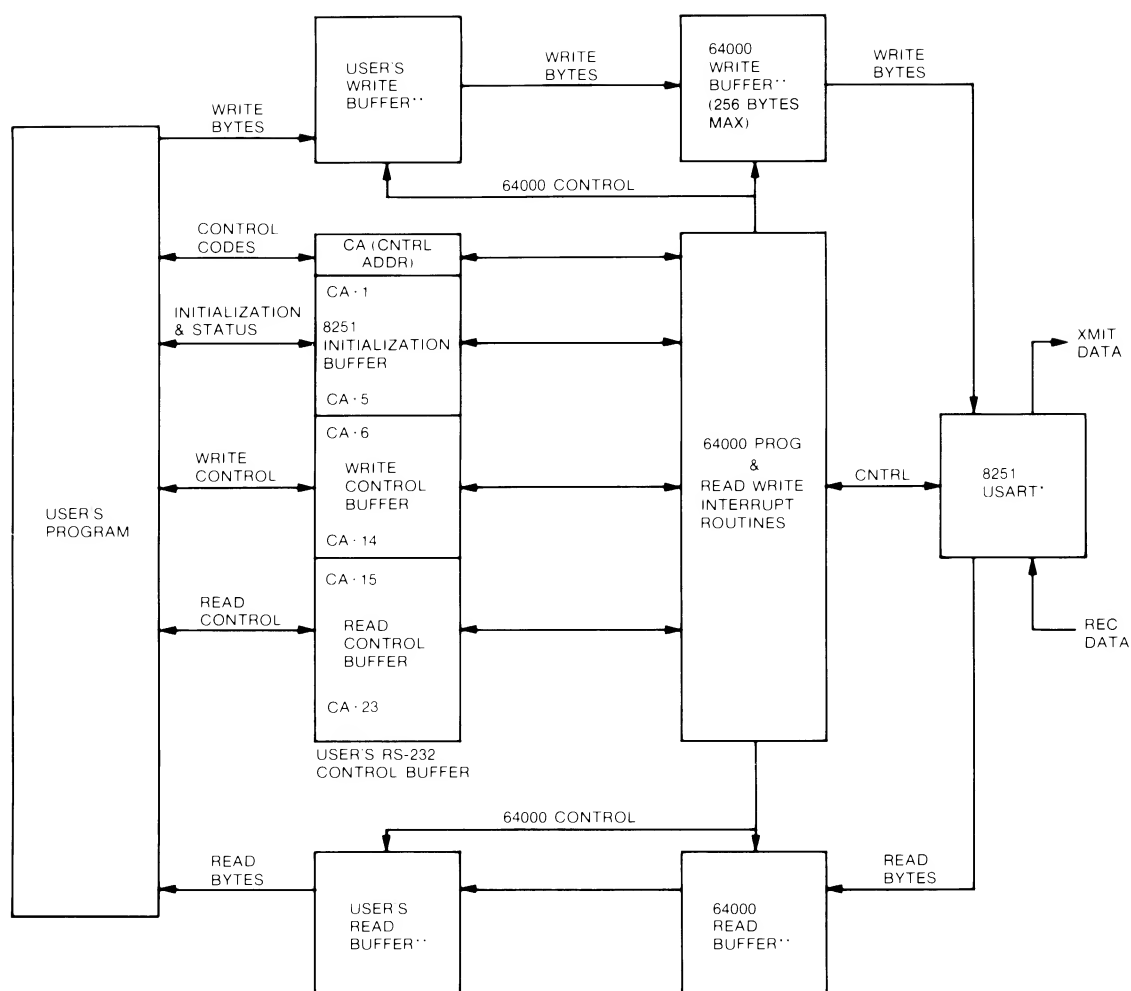 USER'S
WRITE
BUFFER**
WRITE
BYTES
64000
WRITE
BUFFER**
(256 BYTES
MAX)
WRITE
BYTES
WRITE
BYTES
64000 CONTROL
CONTROL
CODES
CA (CNTRL
ADDR)
INITIALIZATION
& STATUS
CA·1
8251
INITIALIZATION
BUFFER
CA·5
WRITE
CONTROL
CA·6
WRITE
CONTROL
BUFFER
CA·14
USER'S
PROGRAM
READ
CONTROL
CA·15
READ
CONTROL
BUFFER
CA·23
USER'S RS-232
CONTROL BUFFER
64000 PROG
&
READ WRITE
INTERRUPT
ROUTINES
CNTRL
8251
USART*
XMIT
DATA
REC
DATA
64000 CONTROL
READ
BYTES
USER'S
READ
BUFFER**
64000
READ
BUFFER**
READ
BYTES